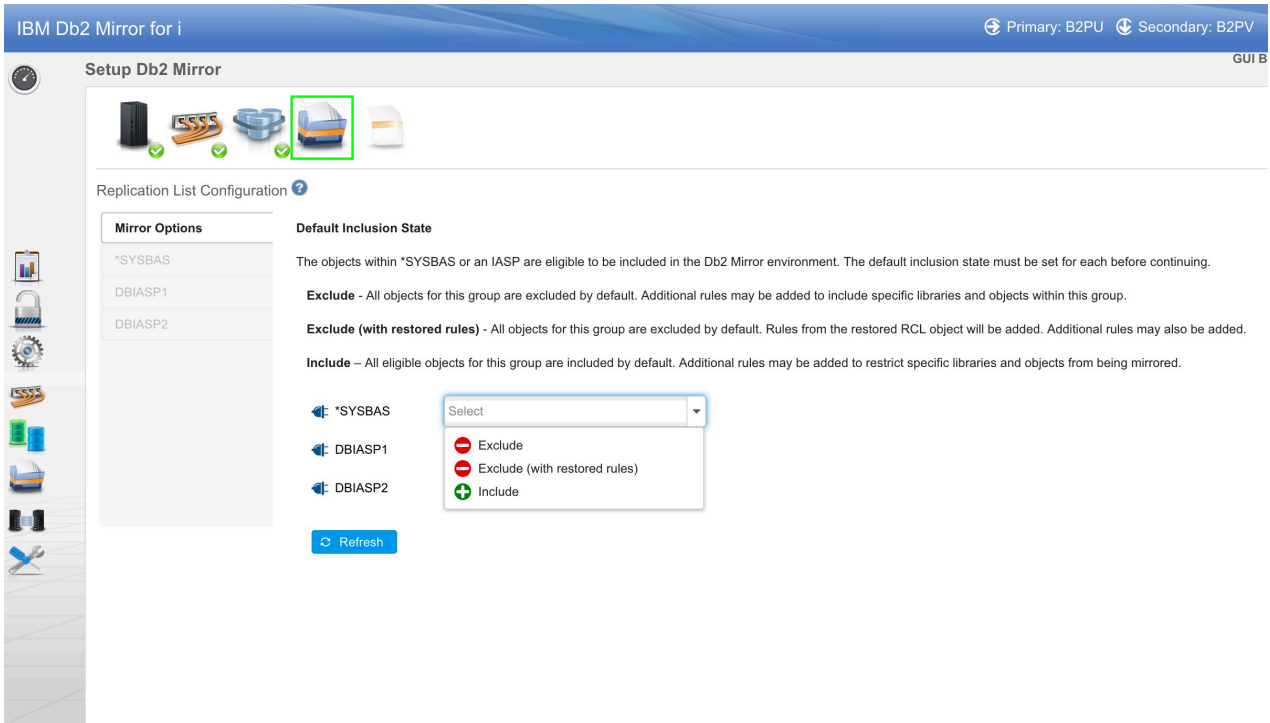 IBM Db2 Mirror for i
Primary: B2PU Secondary: B2PV
GUI B
Setup Db2 Mirror
Replication List Configuration ?
Mirror Options
*SYSBAS
DBIASP1
DBIASP2
Default Inclusion State
The objects within *SYSBAS or an IASP are eligible to be included in the Db2 Mirror environment. The default inclusion state must be set for each before continuing.
Exclude - All objects for this group are excluded by default. Additional rules may be added to include specific libraries and objects within this group.
Exclude (with restored rules) - All objects for this group are excluded by default. Rules from the restored RCL object will be added. Additional rules may also be added.
Include – All eligible objects for this group are included by default. Additional rules may be added to restrict specific libraries and objects from being mirrored.
*SYSBAS Select
Exclude
Exclude (with restored rules)
Include
DBIASP1
DBIASP2
Refresh